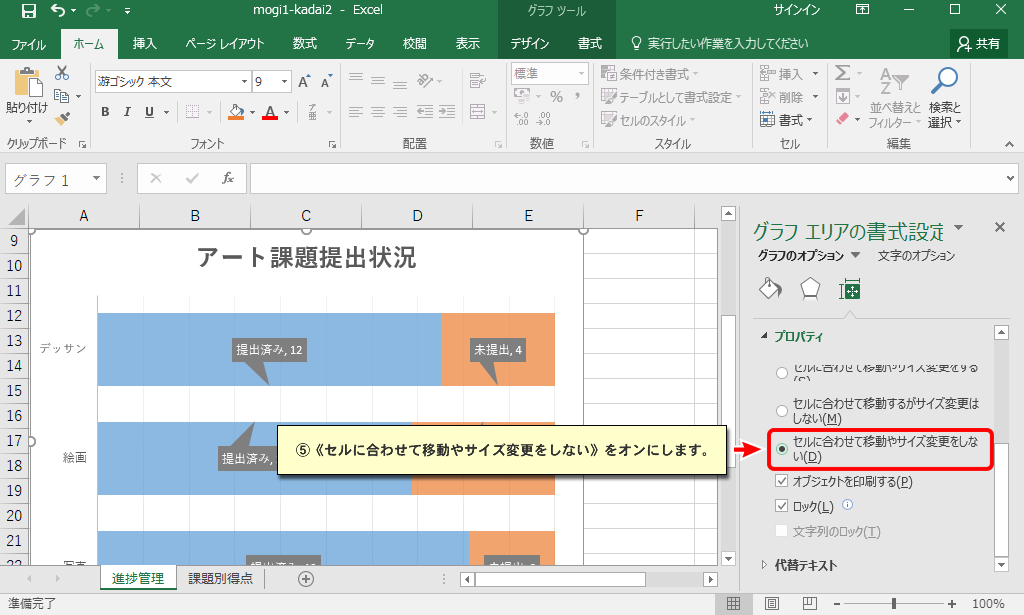 mogi1-kadai2 - Excel
グラフ ツール
サインイン
ファイル ホーム 挿入 ページ レイアウト 数式 データ 校閲 表示 デザイン 書式 実行したい作業を入力してください 共有
貼り付け
クリップボード
游ゴシック 本文 9
B I U
フォント
配置
標準
%
数値
条件付き書式
テーブルとして書式設定
セルのスタイル
スタイル
挿入
削除
書式
セル
並べ替えと
フィルター
検索と
選択
編集
グラフ 1
fx
A B C D E F
9
10
11
12
13
14
15
16
17
18
19
20
21
アート課題提出状況
デッサン
提出済み, 12
未提出, 4
絵画
提出済み,
⑤《セルに合わせて移動やサイズ変更をしない》をオンにします。
グラフ エリアの書式設定
グラフのオプション 文字のオプション
プロパティ
セルに合わせて移動やサイズ変更をする
セルに合わせて移動するがサイズ変更は
しない(M)
セルに合わせて移動やサイズ変更をしな
い(D)
オブジェクトを印刷する(P)
ロック(L)
文字列のロック(T)
代替テキスト
進捗管理 課題別得点
準備完了
100%